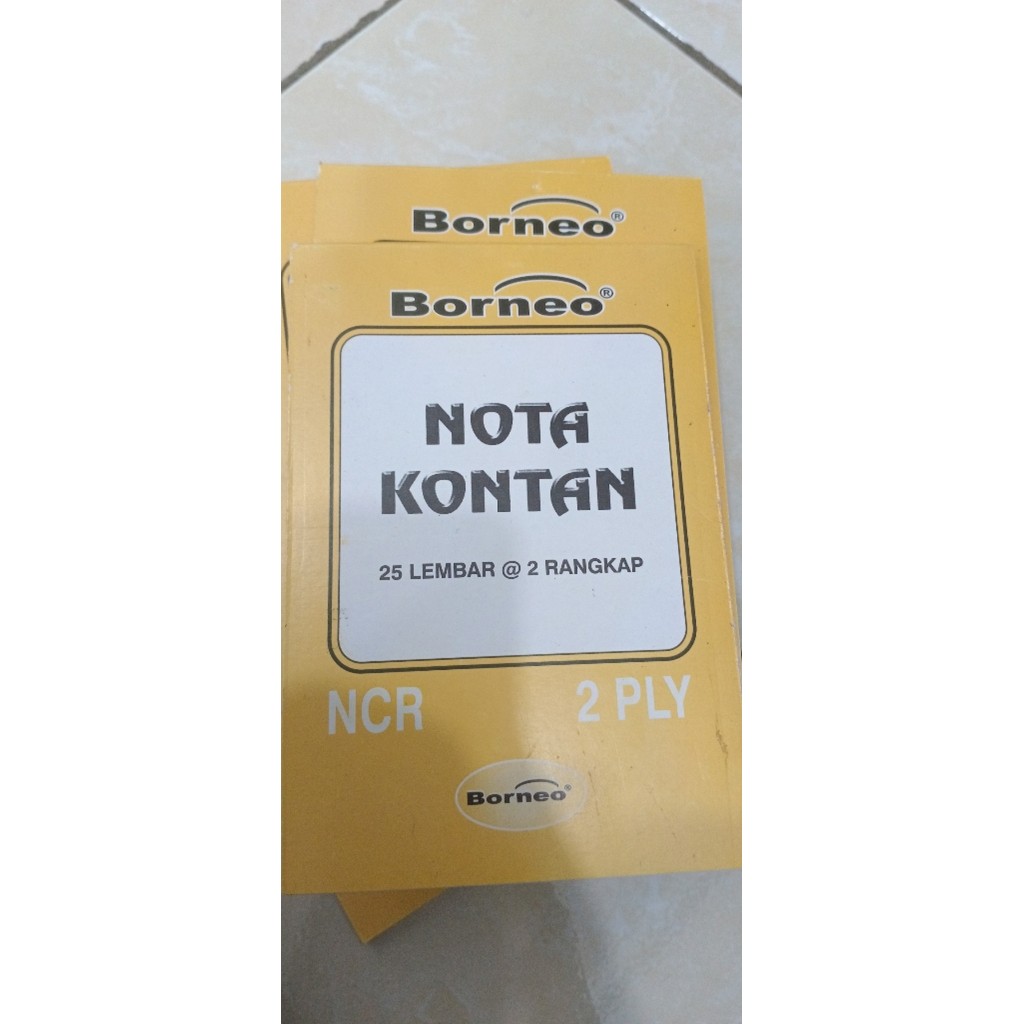 Borneo®
Borneo®
NOTA
KONTAN
25 LEMBAR @ 2 RANGKAP
NCR 2 PLY
Borneo®